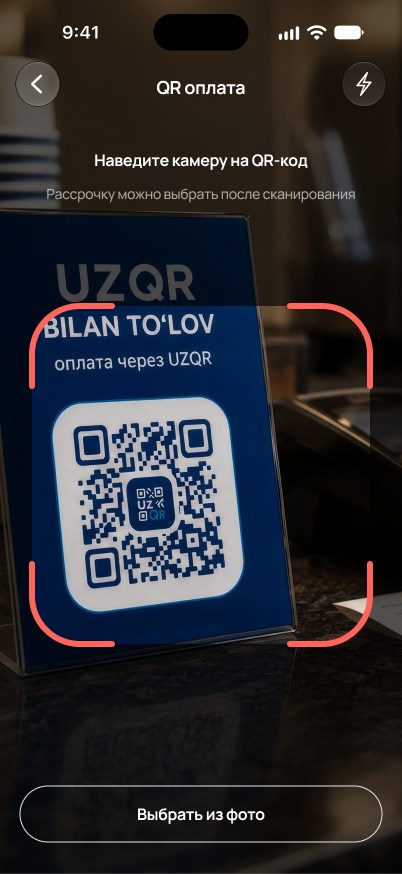 9:41
QR оплата
Наведите камеру на QR-код
Рассрочку можно выбрать после сканирования
UZQR
BILAN TO‘LOV
оплата через UZQR
UZ
QR
Выбрать из фото